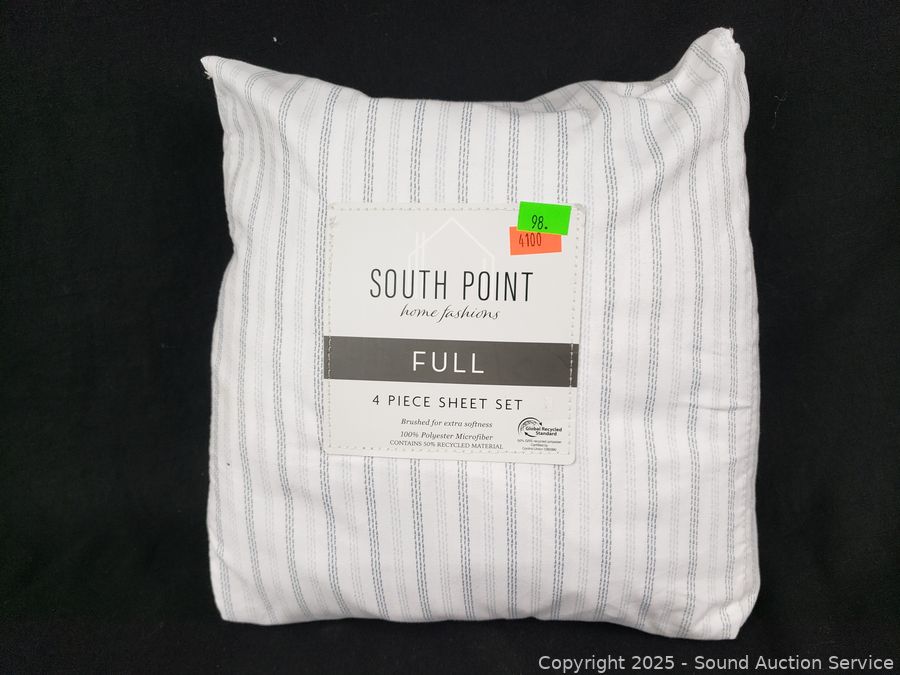 98.
4100
SOUTH POINT
home fashions
FULL
4 PIECE SHEET SET
Brushed for extra softness
100% Polyester Microfiber
CONTAINS 50% RECYCLED MATERIAL
Global Recycled
Standard
Copyright 2025 - Sound Auction Service